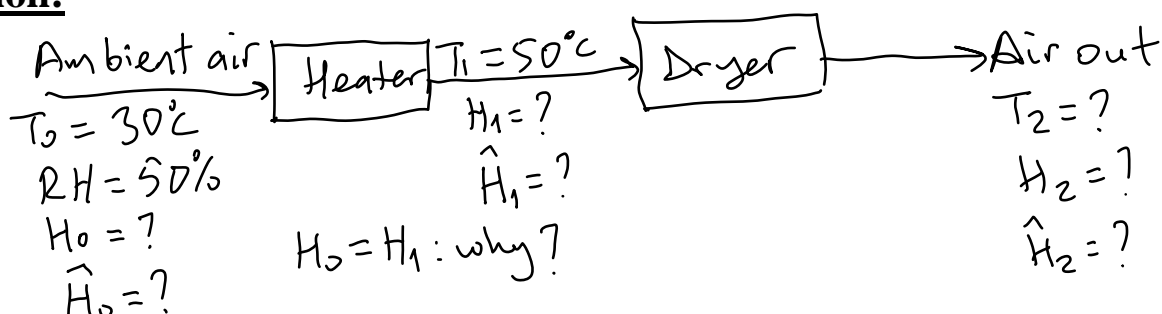 ion:
Ambient air
Heater
T₁ = 50°C
Dryer
Air out
T₀ = 30°C
RH = 50%
H₀ = ?
Ĥ₀ = ?
H₁ = ?
Ĥ₁ = ?
H₀ = H₁ : why?
T₂ = ?
H₂ = ?
Ĥ₂ = ?